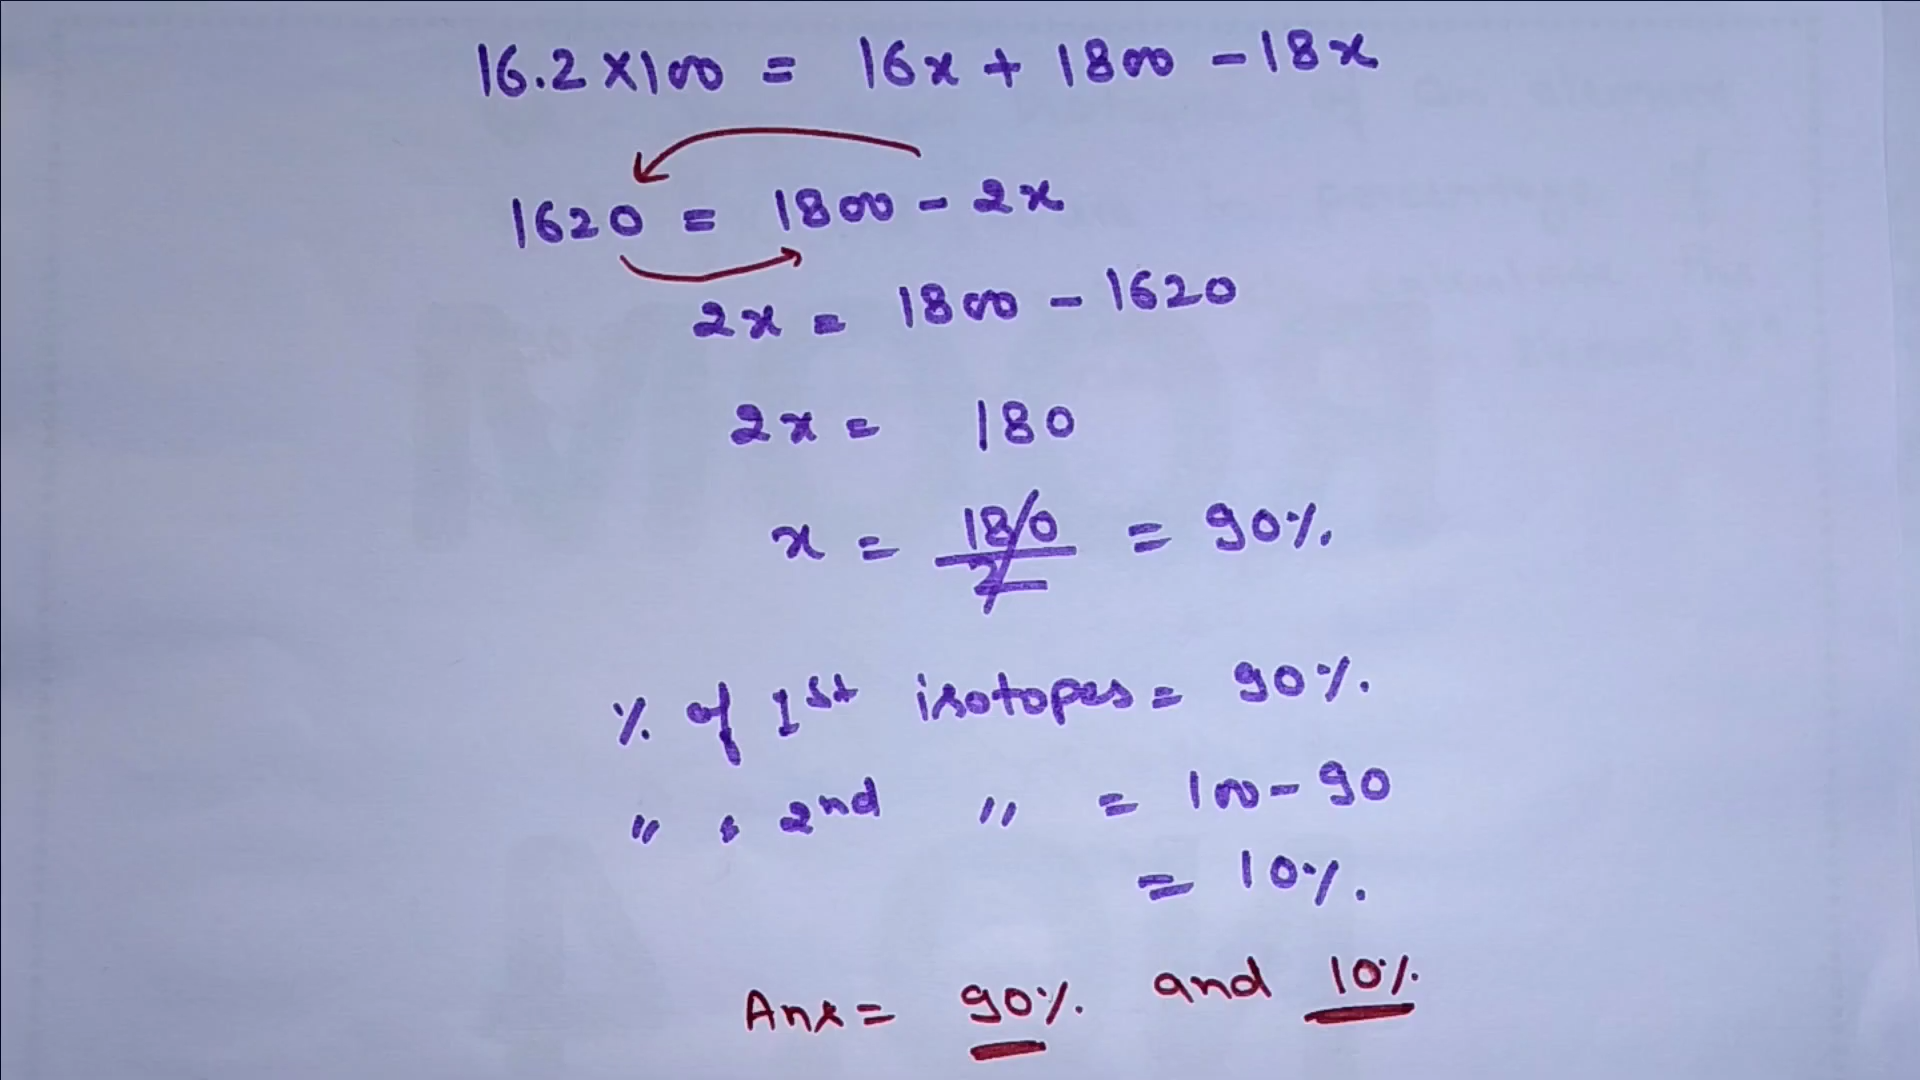 16.2×100 = 16x + 1800 - 18x
1620 = 1800 - 2x
2x = 1800 - 1620
2x = 180
x = 180/2 = 90%.
% of 1st isotopes = 90%.
" " 2nd " = 100-90
= 10%.
Ans = 90%. and 10%.